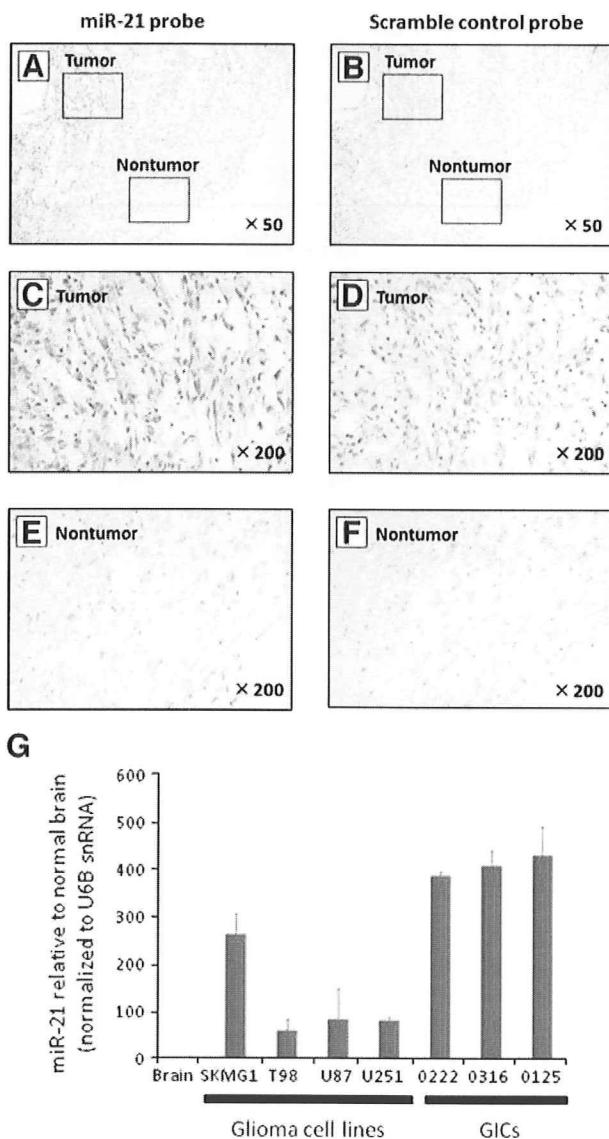 miR-21 probe
Scramble control probe
A Tumor
Nontumor
× 50
B Tumor
Nontumor
× 50
C Tumor
× 200
D Tumor
× 200
E Nontumor
× 200
F Nontumor
× 200
G
miR-21 relative to normal brain
(normalized to U6B snRNA)
600
500
400
300
200
100
0
Brain SKMG1 T98 U87 U251 0222 0316 0125
Glioma cell lines GICs